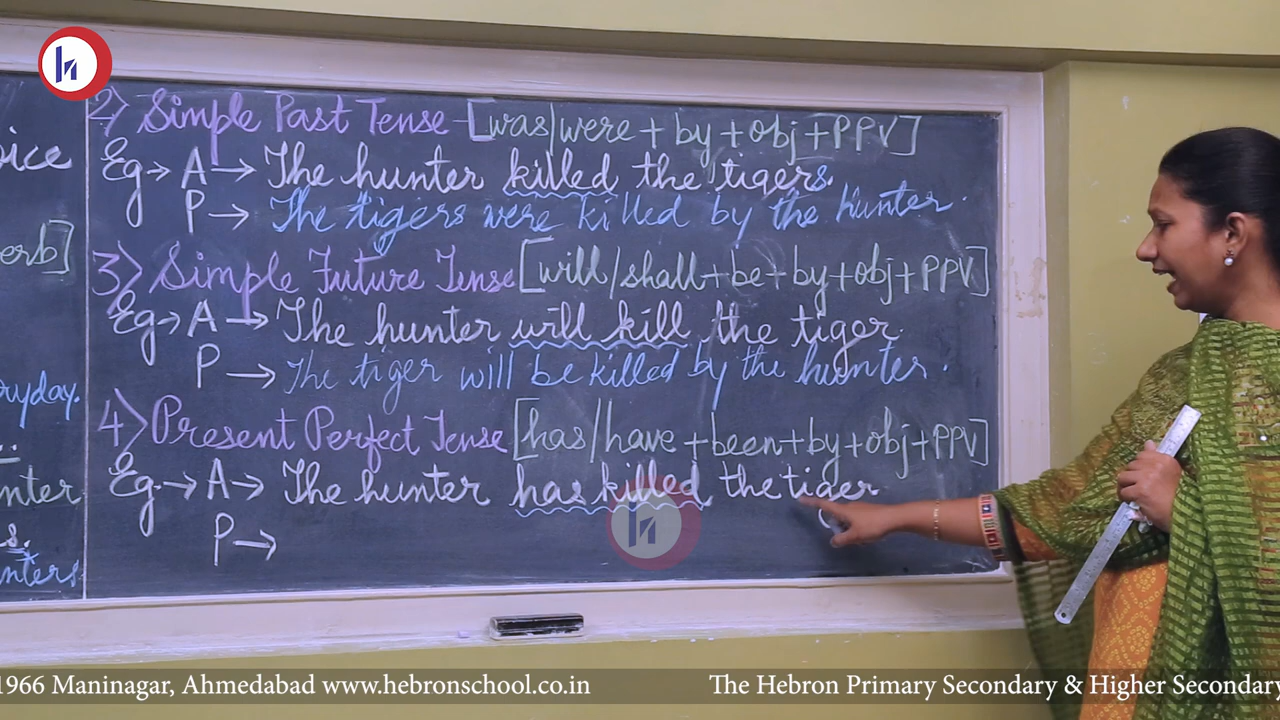 oice
erb]
ryday.
nter
s.
nters
2) Simple Past Tense - [was/were + by + obj + PPV]
Eg → A → The hunter killed the tigers.
P → The tigers were killed by the hunter.
3) Simple Future Tense [will/shall + be + by + obj + PPV]
Eg → A → The hunter will kill the tiger.
P → The tiger will be killed by the hunter.
4) Present Perfect Tense [has/have + been + by + obj + PPV]
Eg. → A → The hunter has killed the tiger
P →
1966 Maninagar, Ahmedabad www.hebronschool.co.in
The Hebron Primary Secondary & Higher Secondary